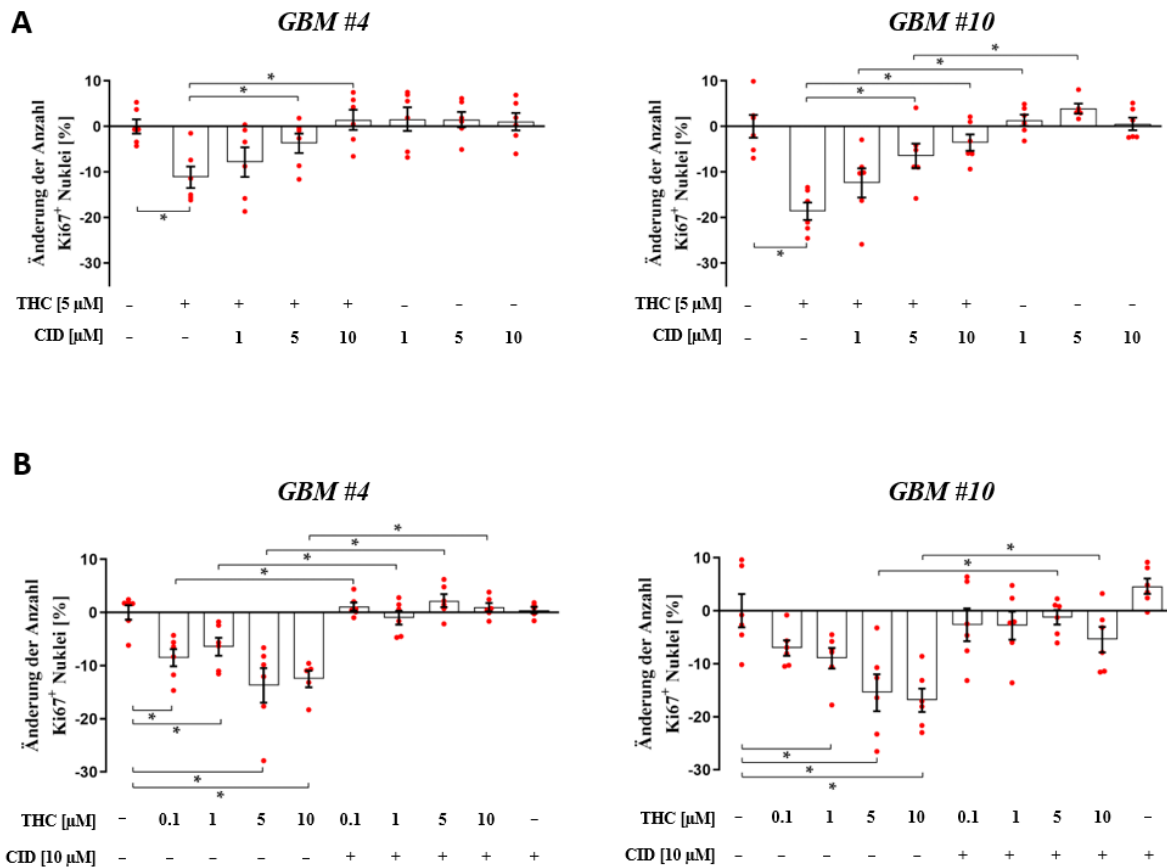 A
GBM #4
GBM #10
Änderung der Anzahl
Ki67+ Nuklei [%]
10
0
-10
-20
-30
* * *
THC [5 µM] – + + + + – – –
CID [µM] – – 1 5 10 1 5 10
Änderung der Anzahl
Ki67+ Nuklei [%]
10
0
-10
-20
-30
* * * * *
THC [5 µM] – + + + + – – –
CID [µM] – – 1 5 10 1 5 10
B
GBM #4
GBM #10
Änderung der Anzahl
Ki67+ Nuklei [%]
10
0
-10
-20
-30
* * * * * * * *
THC [µM] – 0.1 1 5 10 0.1 1 5 10 –
CID [10 µM] – – – – – + + + + +
Änderung der Anzahl
Ki67+ Nuklei [%]
10
0
-10
-20
-30
* * * * *
THC [µM] – 0.1 1 5 10 0.1 1 5 10 –
CID [10 µM] – – – – – + + + + +